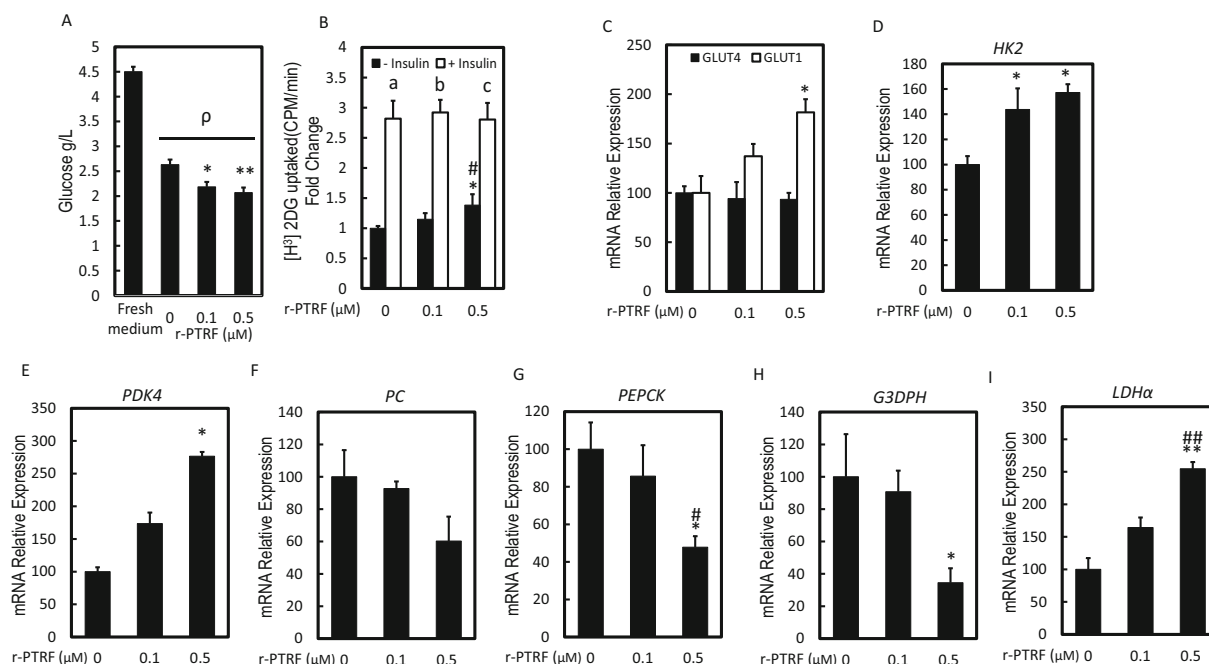 A
Glucose g/L
5
4.5
4
3.5
3
2.5
2
1.5
1
0.5
0
ρ
*
**
Fresh medium
0
0.1
0.5
r-PTRF (μM)
B
[H³] 2DG uptaked(CPM/min)
Fold Change
- Insulin
+ Insulin
4
3.5
3
2.5
2
1.5
1
0.5
0
a
b
c
#
*
r-PTRF (μM)
0
0.1
0.5
C
mRNA Relative Expression
GLUT4
GLUT1
250
200
150
100
50
0
*
r-PTRF (μM)
0
0.1
0.5
D
HK2
mRNA Relative Expression
180
160
140
120
100
80
60
40
20
0
*
*
r-PTRF (μM)
0
0.1
0.5
E
PDK4
mRNA Relative Expression
350
300
250
200
150
100
50
0
*
r-PTRF (μM) 0
0.1
0.5
F
PC
mRNA Relative Expression
140
120
100
80
60
40
20
0
r-PTRF (μM) 0
0.1
0.5
G
PEPCK
mRNA Relative Expression
120
100
80
60
40
20
0
#
*
r-PTRF (μM) 0
0.1
0.5
H
G3DPH
mRNA Relative Expression
140
120
100
80
60
40
20
0
*
r-PTRF (μM) 0
0.1
0.5
I
LDHα
mRNA Relative Expression
350
300
250
200
150
100
50
0
##
**
r-PTRF (μM) 0
0.1
0.5